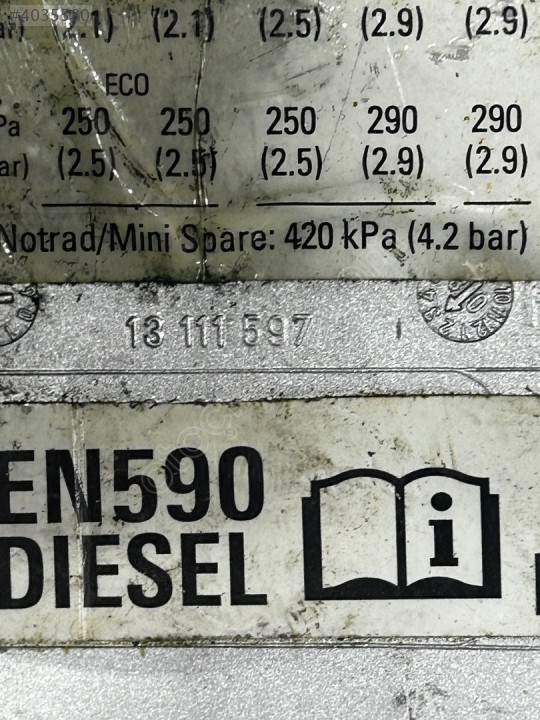 (2.1) (2.1) (2.5) (2.9) (2.9)
ECO
Pa 250 250 250 290 290
ar) (2.5) (2.5) (2.5) (2.9) (2.9)
Notrad/Mini Spare: 420 kPa (4.2 bar)
13 111 597
EN590
DIESEL
i